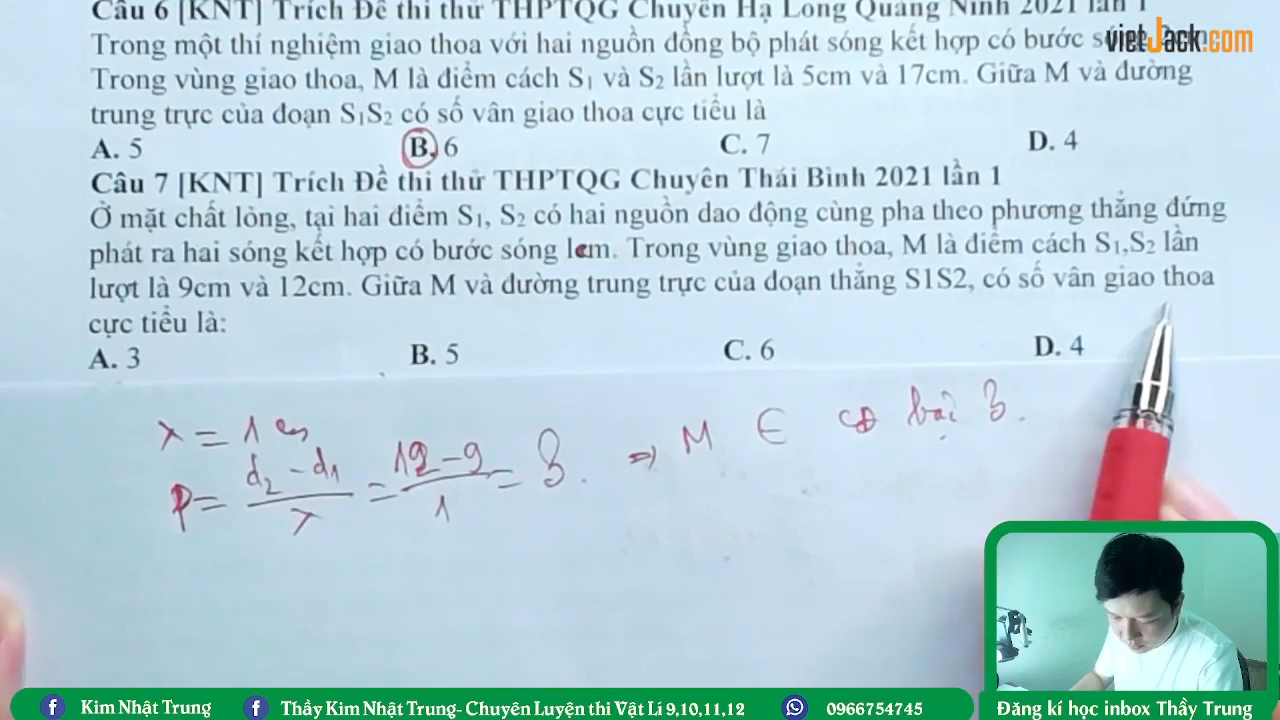 Câu 6 [KNT] Trích Đề thi thử THPTQG Chuyên Hạ Long Quảng Ninh 2021 lần 1
vietJack.com
Trong một thí nghiệm giao thoa với hai nguồn đồng bộ phát sóng kết hợp có bước
Trong vùng giao thoa, M là điểm cách S₁ và S₂ lần lượt là 5cm và 17cm. Giữa M và đường
trung trực của đoạn S₁S₂ có số vân giao thoa cực tiểu là
A. 5 B. 6 C. 7 D. 4
Câu 7 [KNT] Trích Đề thi thử THPTQG Chuyên Thái Bình 2021 lần 1
Ở mặt chất lỏng, tại hai điểm S₁, S₂ có hai nguồn dao động cùng pha theo phương thẳng đứng
phát ra hai sóng kết hợp có bước sóng 1cm. Trong vùng giao thoa, M là điểm cách S₁,S₂ lần
lượt là 9cm và 12cm. Giữa M và đường trung trực của đoạn thẳng S1S2, có số vân giao thoa
cực tiểu là:
A. 3 B. 5 C. 6 D. 4
λ = 1 cm
P = d₂ - d₁ / λ = 12 - 9 / 1 = 3. ⇒ M ∈ cđ bậc 3.
Kim Nhật Trung
Thầy Kim Nhật Trung- Chuyên Luyện thi Vật Lí 9,10,11,12
0966754745
Đăng kí học inbox Thầy Trung